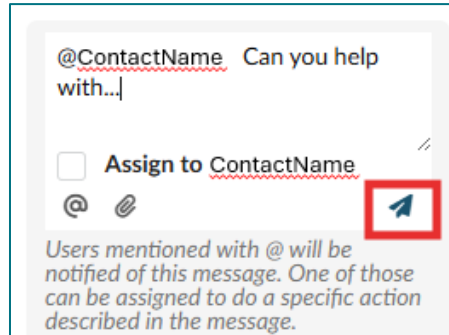 @ContactName Can you help
with...
Assign to ContactName
@
Users mentioned with @ will be
notified of this message. One of those
can be assigned to do a specific action
described in the message.